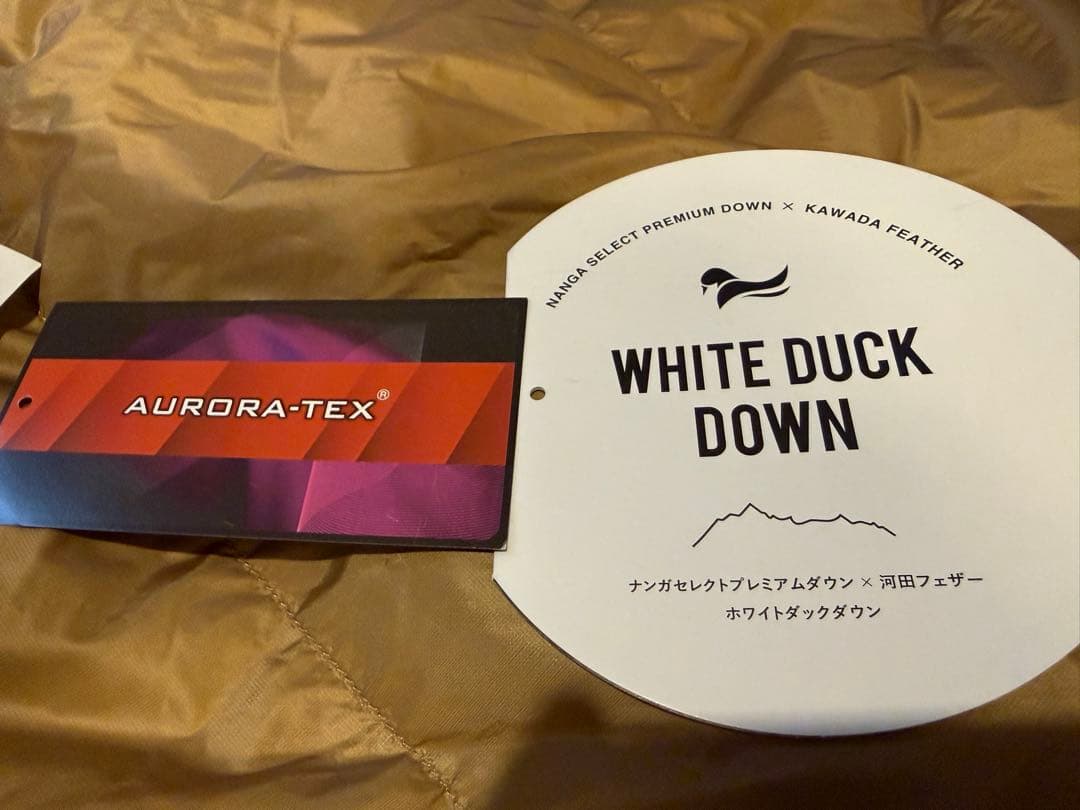 AURORA-TEX®
NANGA SELECT PREMIUM DOWN × KAWADA FEATHER
WHITE DUCK
DOWN
ナンガセレクトプレミアムダウン × 河田フェザー
ホワイトダックダウン